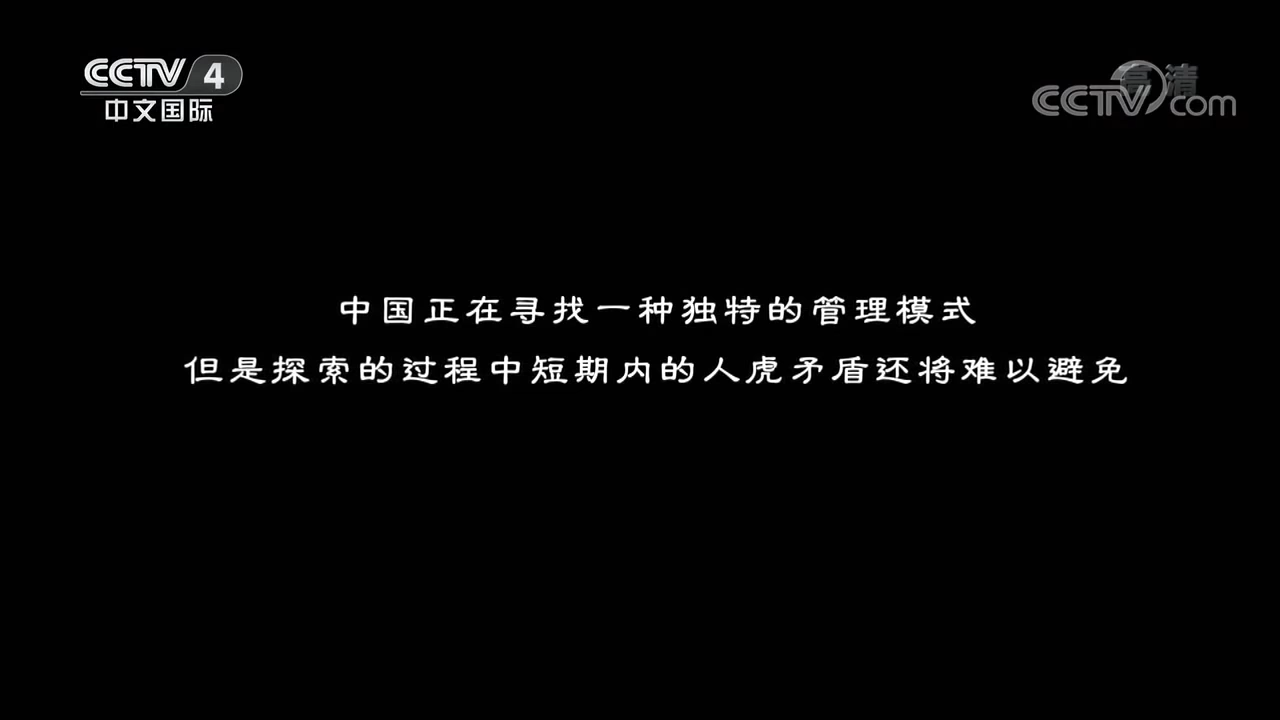 CCTV 4
中文国际
高清
CCTV.com
中国正在寻找一种独特的管理模式
但是探索的过程中短期内的人虎矛盾还将难以避免